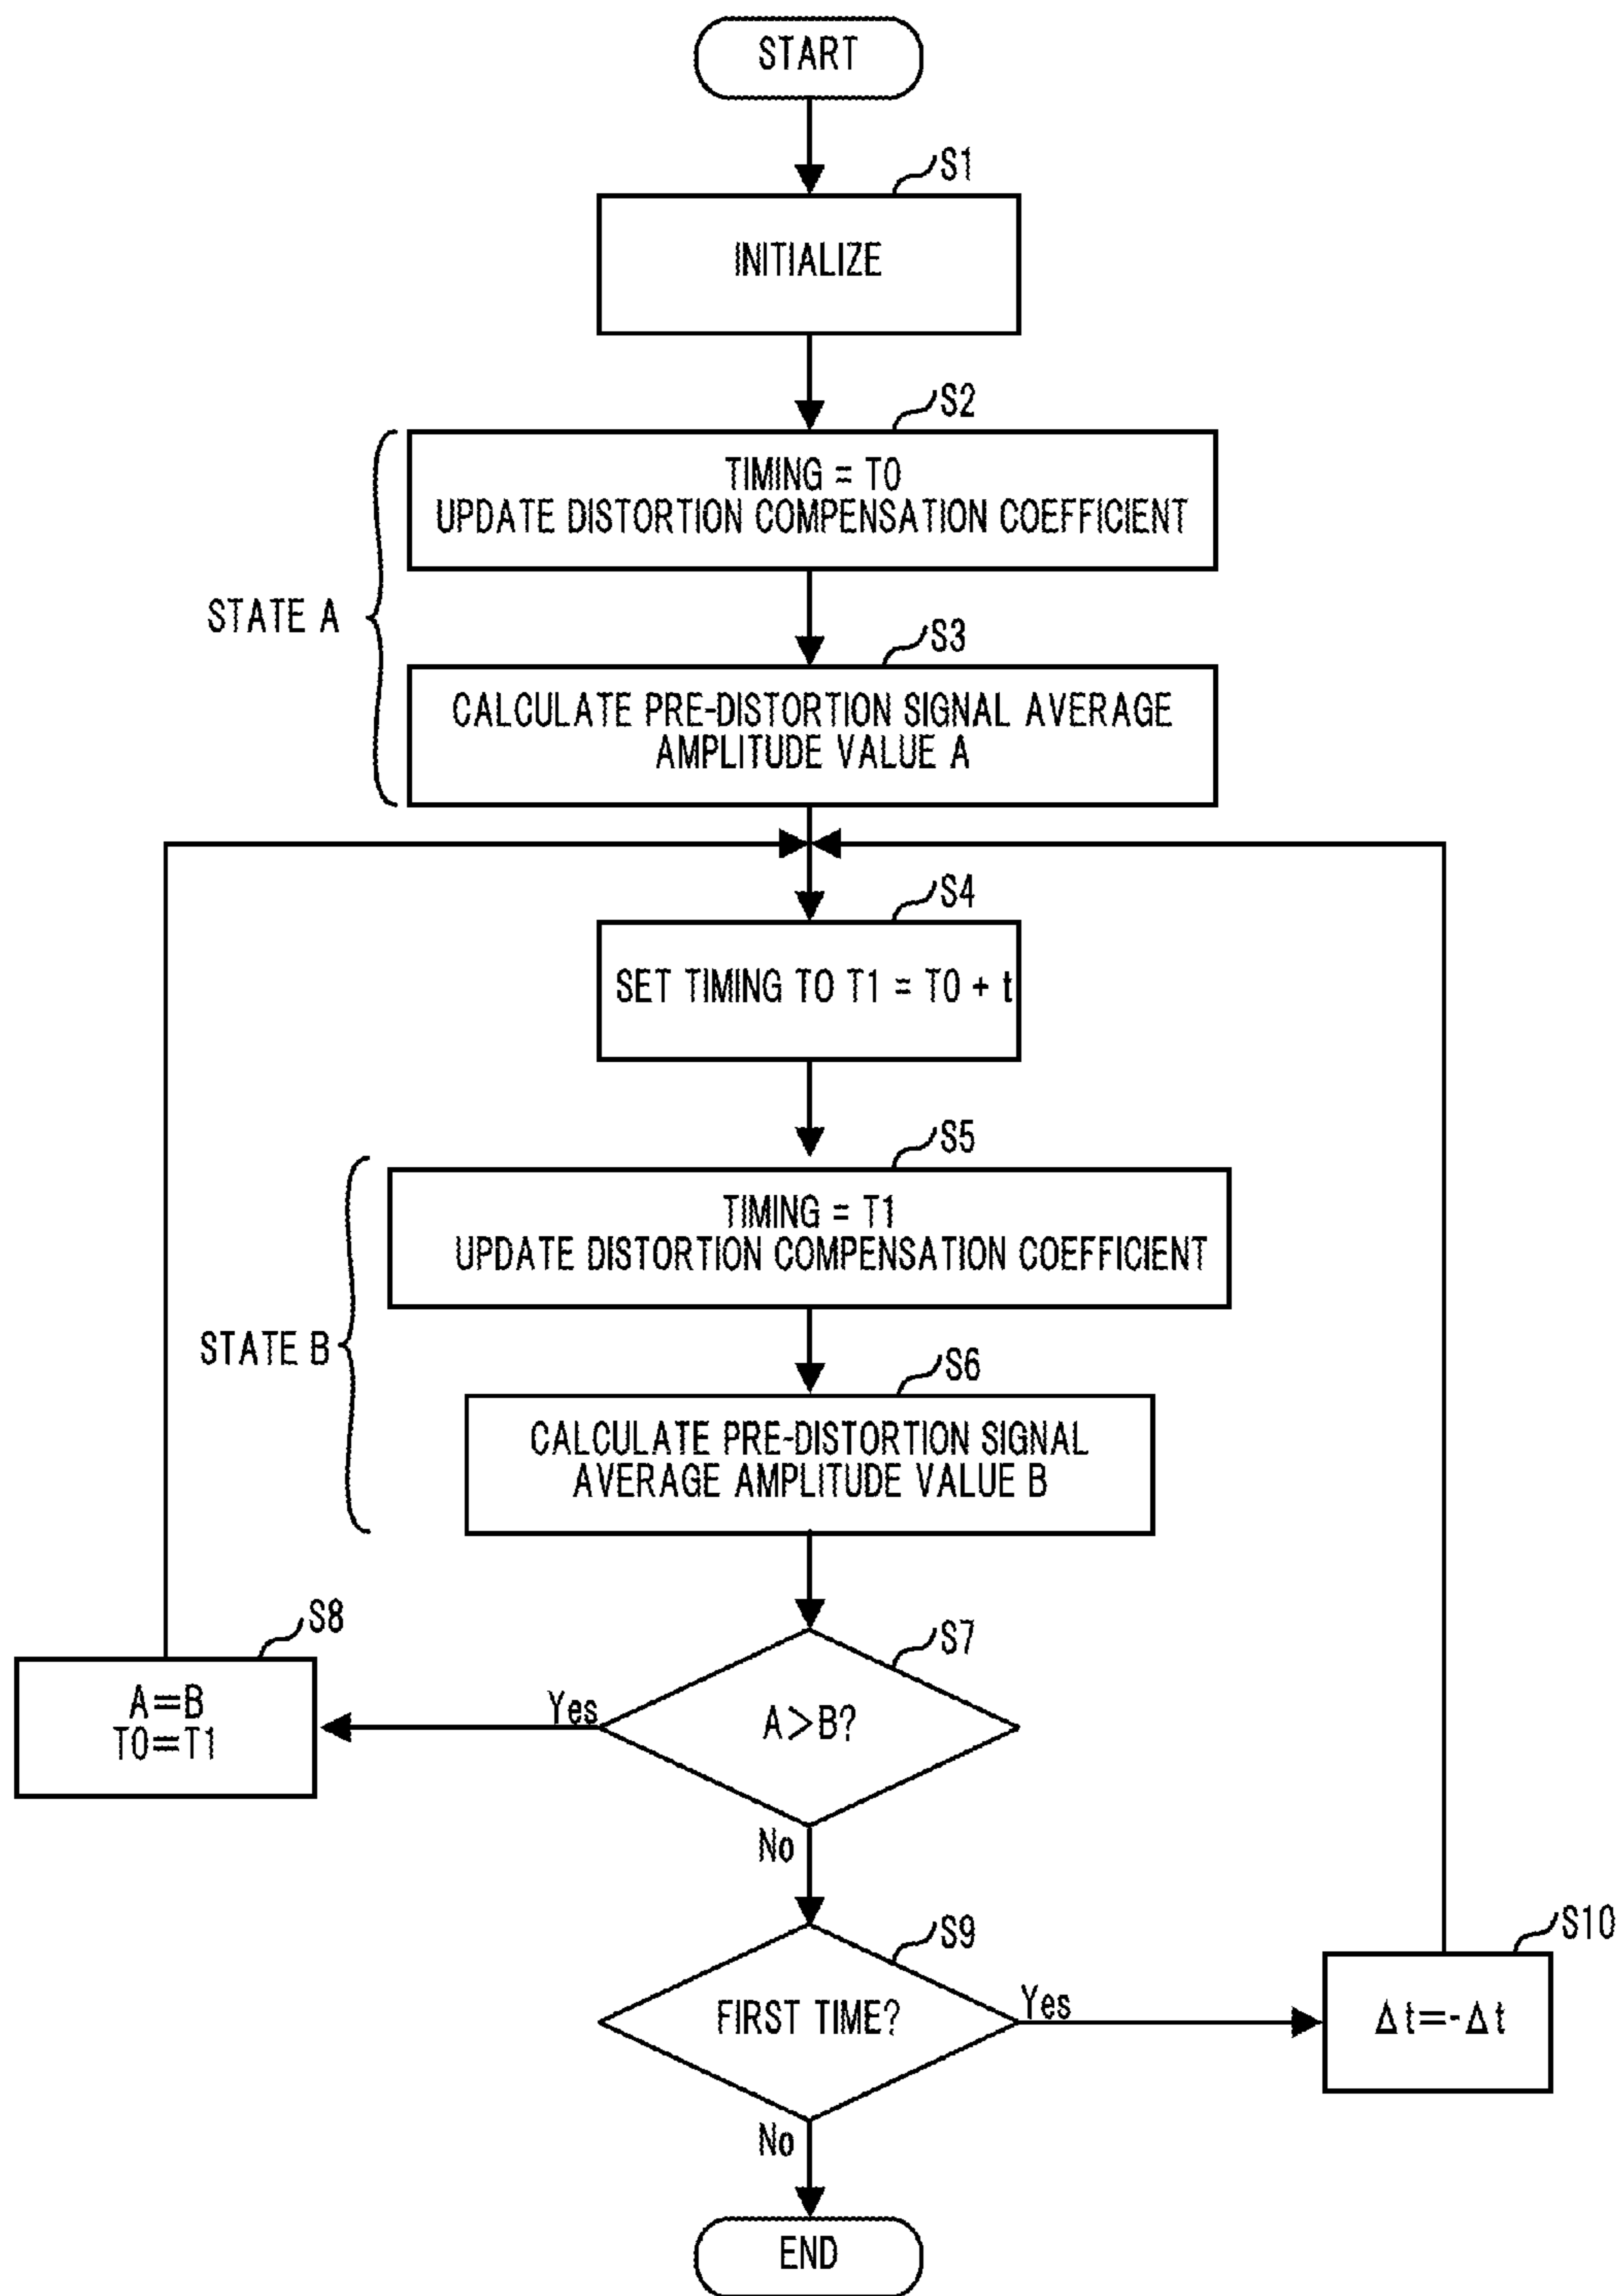 START
S1
INITIALIZE
S2
TIMING = T0
UPDATE DISTORTION COMPENSATION COEFFICIENT
STATE A
S3
CALCULATE PRE-DISTORTION SIGNAL AVERAGE
AMPLITUDE VALUE A
S4
SET TIMING TO T1 = T0 + t
S5
TIMING = T1
UPDATE DISTORTION COMPENSATION COEFFICIENT
STATE B
S6
CALCULATE PRE-DISTORTION SIGNAL
AVERAGE AMPLITUDE VALUE B
S7
A>B?
Yes
S8
A=B
T0=T1
No
S9
FIRST TIME?
Yes
S10
Δt=-Δt
No
END